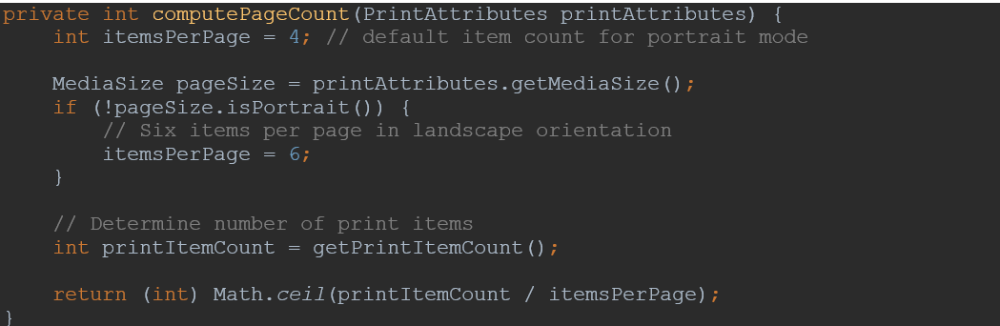 private int computePageCount(PrintAttributes printAttributes) {
    int itemsPerPage = 4; // default item count for portrait mode

    MediaSize pageSize = printAttributes.getMediaSize();
    if (!pageSize.isPortrait()) {
        // Six items per page in landscape orientation
        itemsPerPage = 6;
    }

    // Determine number of print items
    int printItemCount = getPrintItemCount();

    return (int) Math.ceil(printItemCount / itemsPerPage);
}